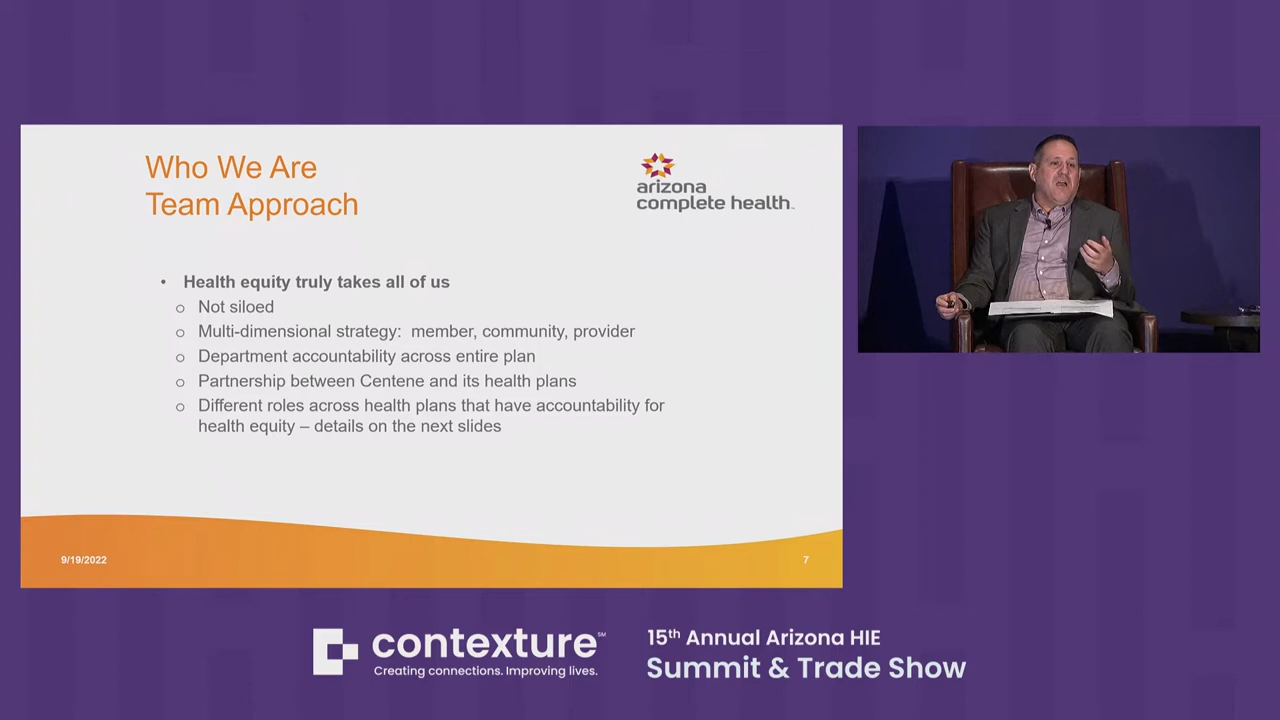 Who We Are
Team Approach
arizona
complete health™
• Health equity truly takes all of us
o Not siloed
o Multi-dimensional strategy: member, community, provider
o Department accountability across entire plan
o Partnership between Centene and its health plans
o Different roles across health plans that have accountability for
health equity – details on the next slides
9/19/2022
7
contexture℠
Creating connections. Improving lives.
15th Annual Arizona HIE
Summit & Trade Show